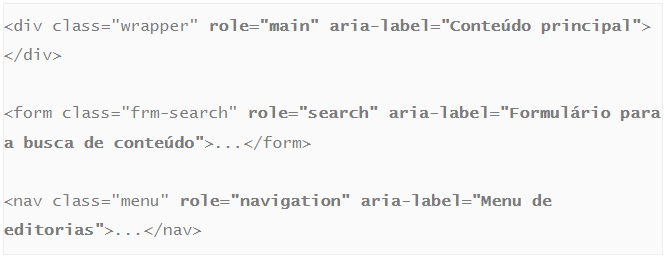 <div class="wrapper" role="main" aria-label="Conteúdo principal">
</div>
<form class="frm-search" role="search" aria-label="Formulário para
a busca de conteúdo">...</form>
<nav class="menu" role="navigation" aria-label="Menu de
editorias">...</nav>